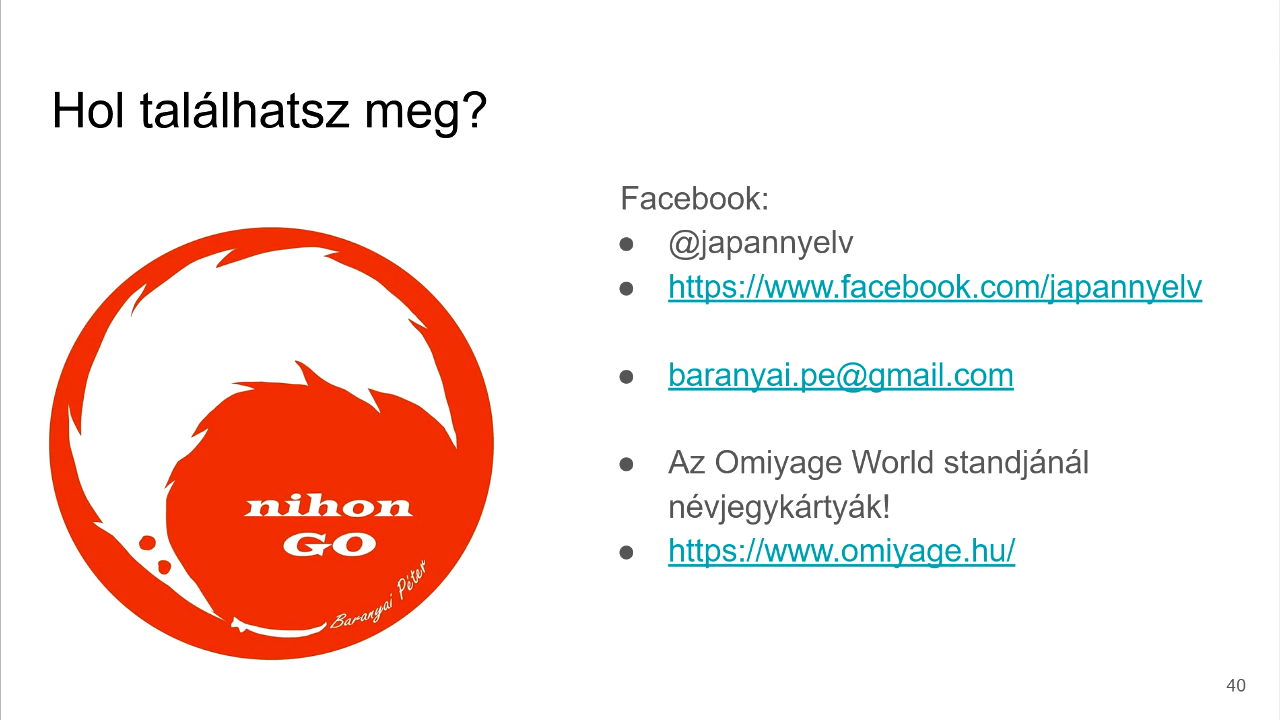 Hol találhatsz meg?
nihon
GO
Baranyai Péter
Facebook:
● @japannyelv
● https://www.facebook.com/japannyelv
● baranyai.pe@gmail.com
● Az Omiyage World standjánál
névjegykártyák!
● https://www.omiyage.hu/
40